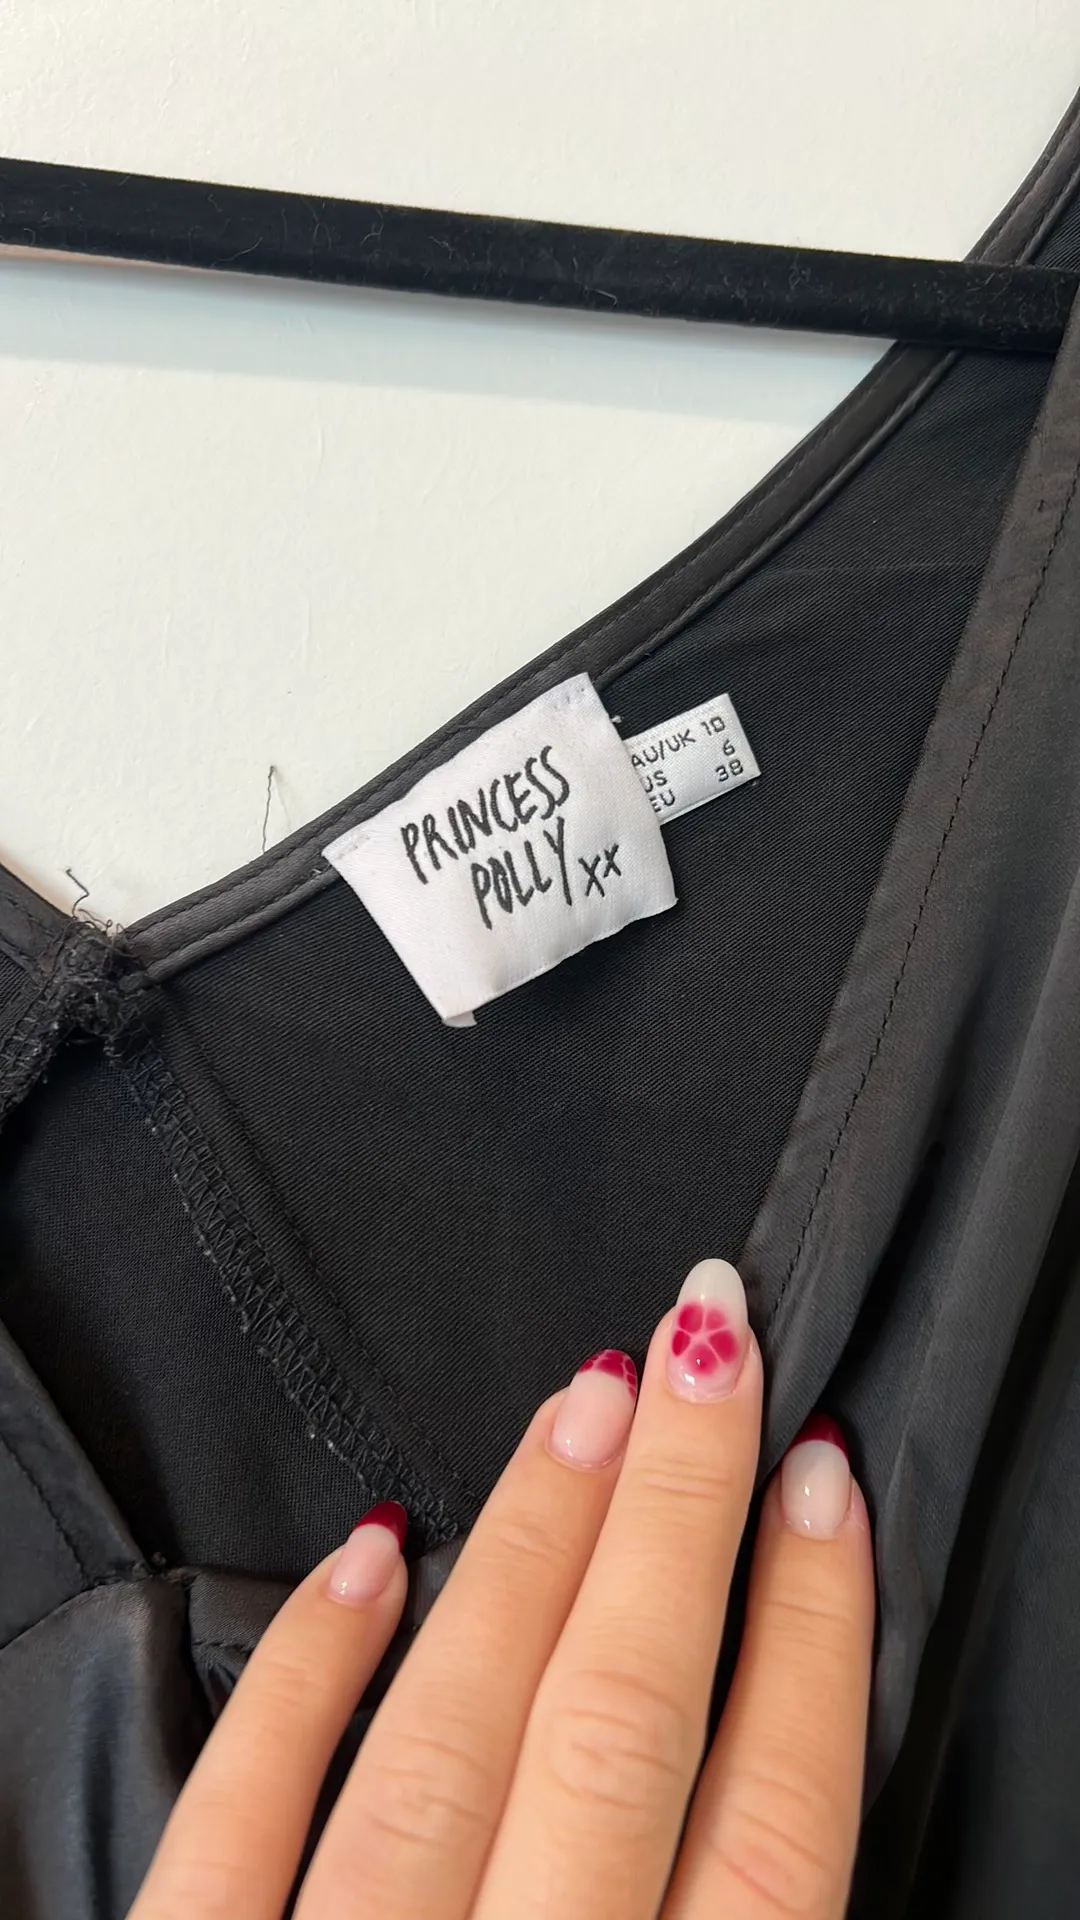 PRINCESS
POLLY xx
AU/UK 10
US 6
EU 38